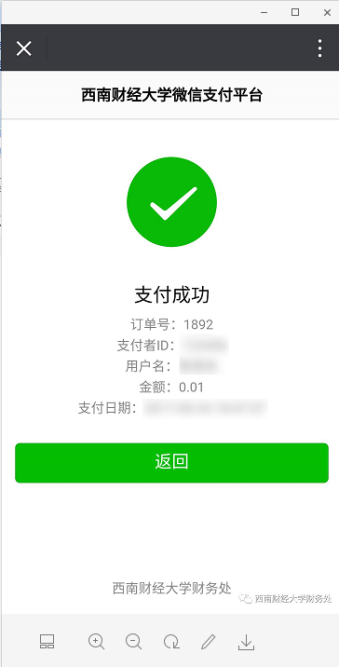 西南财经大学微信支付平台
支付成功
订单号：1892
支付者ID：
用户名：
金额：0.01
支付日期：
返回
西南财经大学财务处
西南财经大学财务处